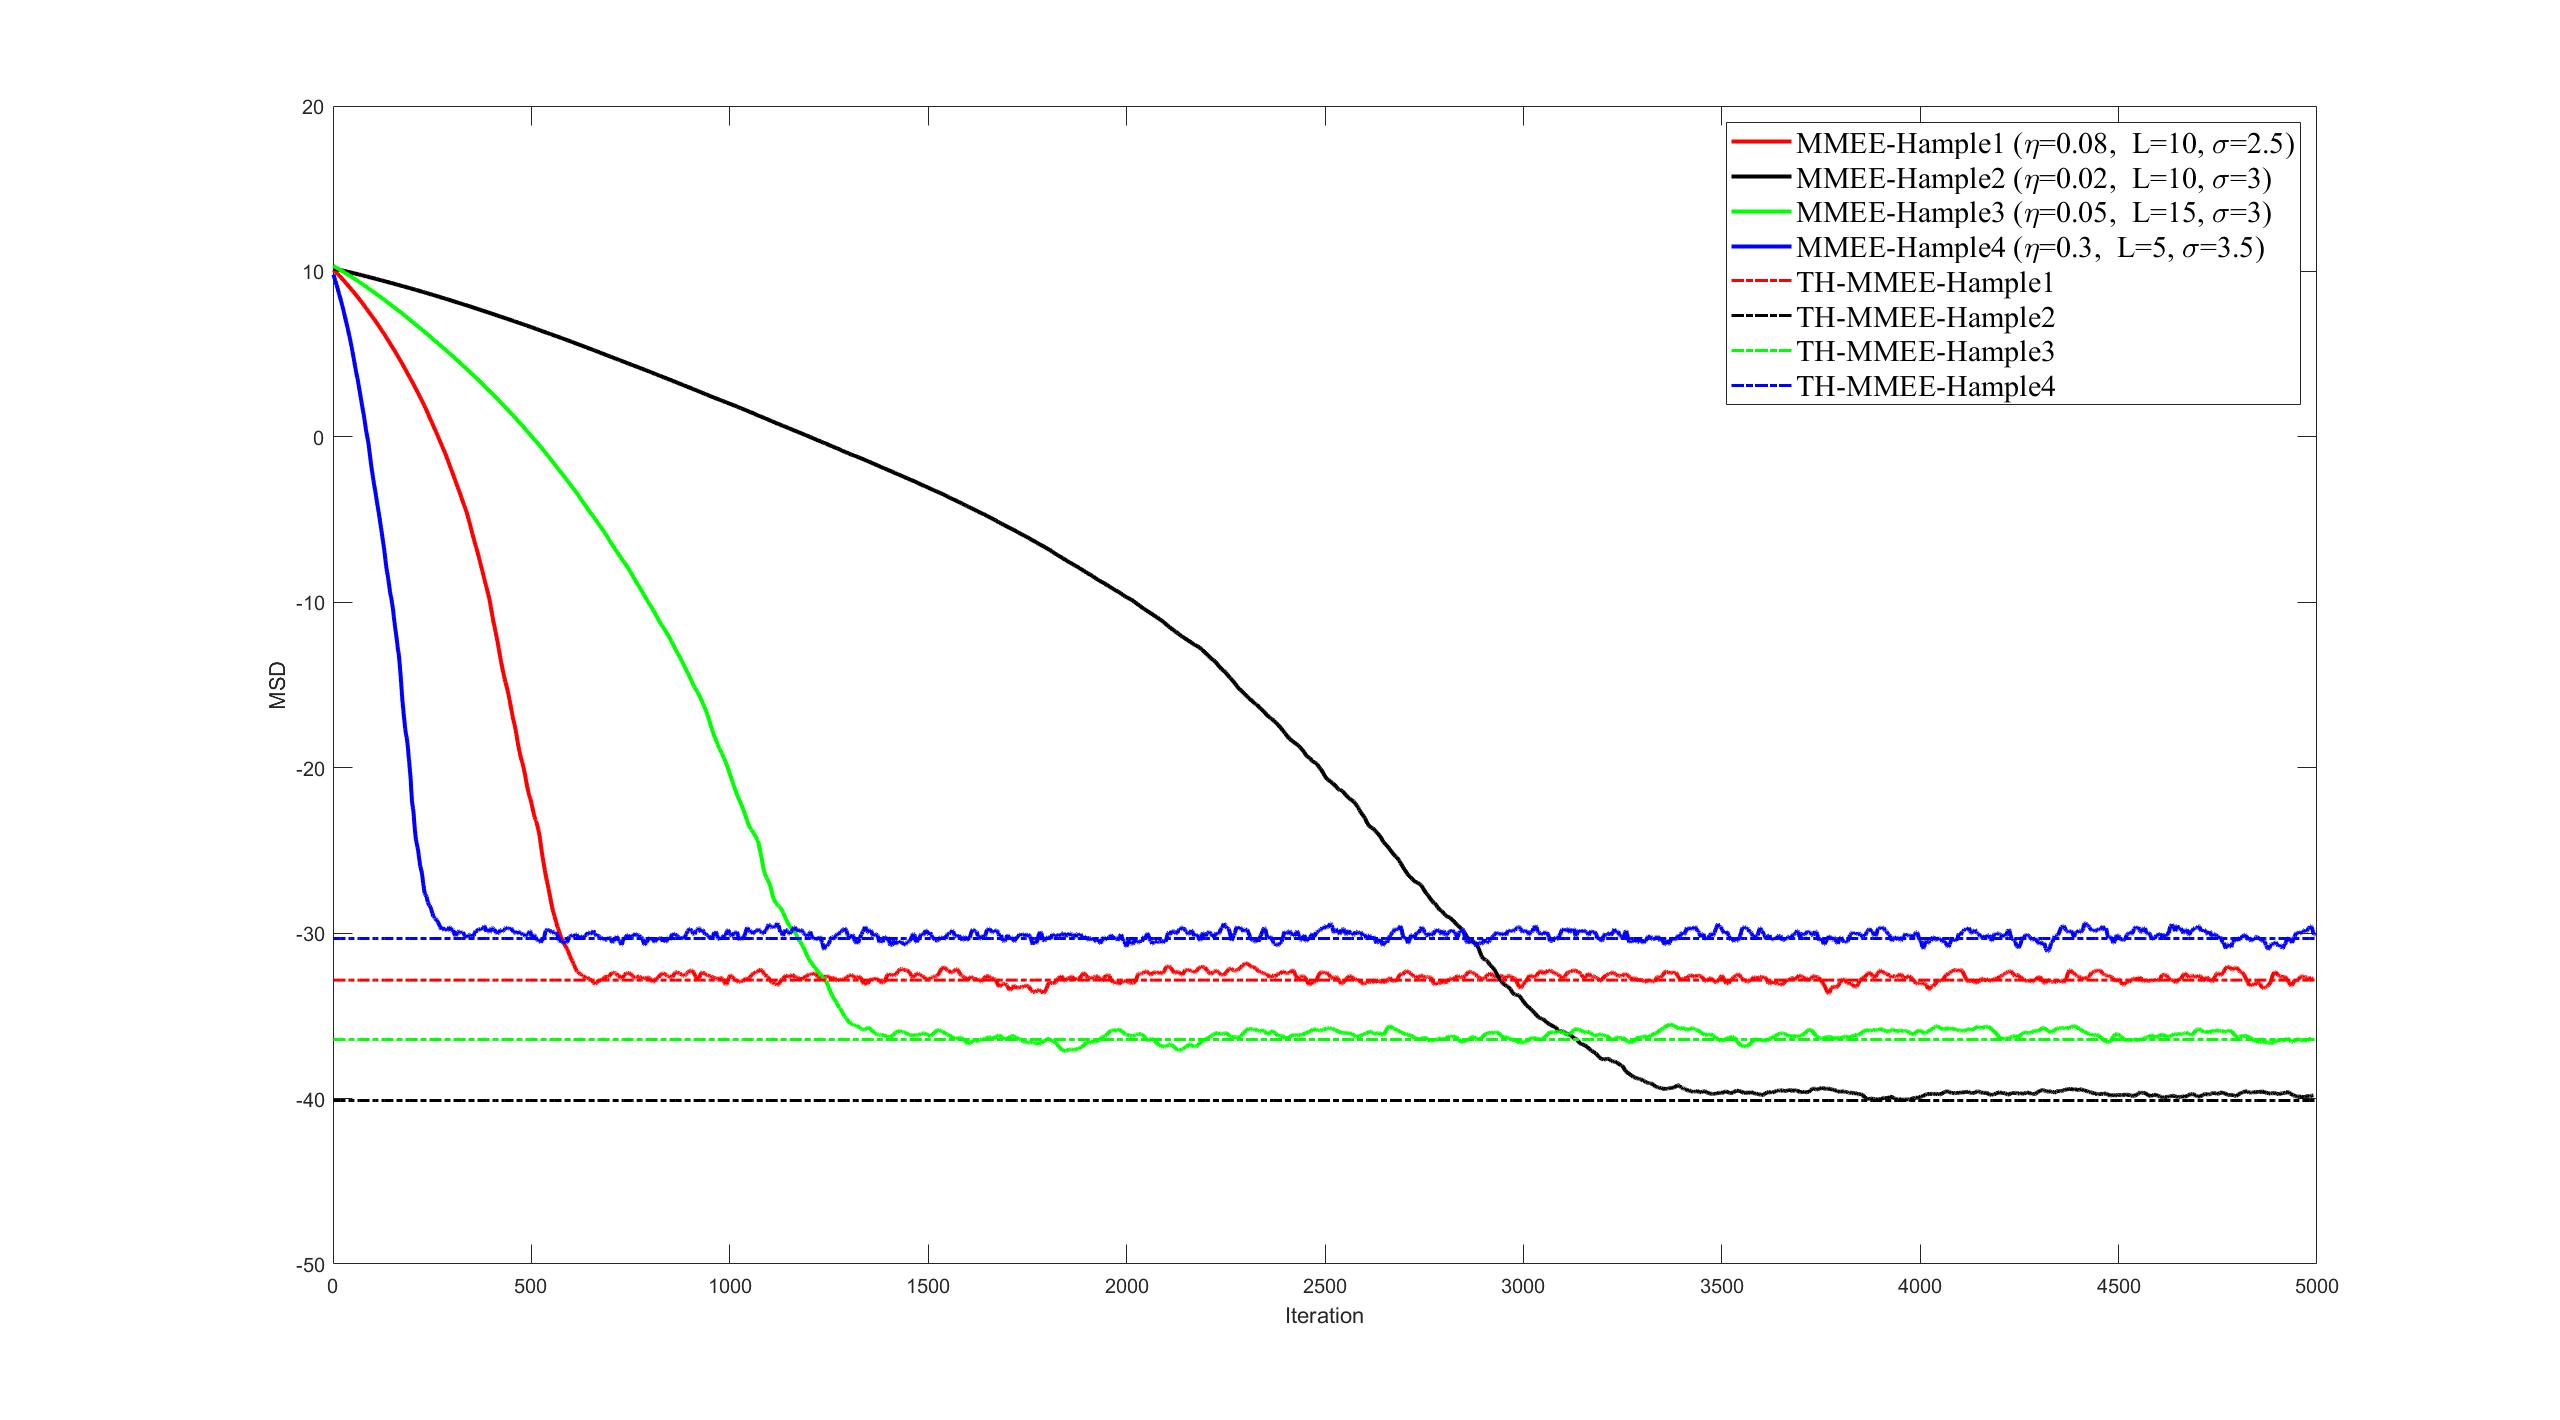 20
10
0
-10
-20
-30
-40
-50
MSD
0 500 1000 1500 2000 2500 3000 3500 4000 4500 5000
Iteration
MMEE-Hample1 (η=0.08, L=10, σ=2.5)
MMEE-Hample2 (η=0.02, L=10, σ=3)
MMEE-Hample3 (η=0.05, L=15, σ=3)
MMEE-Hample4 (η=0.3, L=5, σ=3.5)
TH-MMEE-Hample1
TH-MMEE-Hample2
TH-MMEE-Hample3
TH-MMEE-Hample4